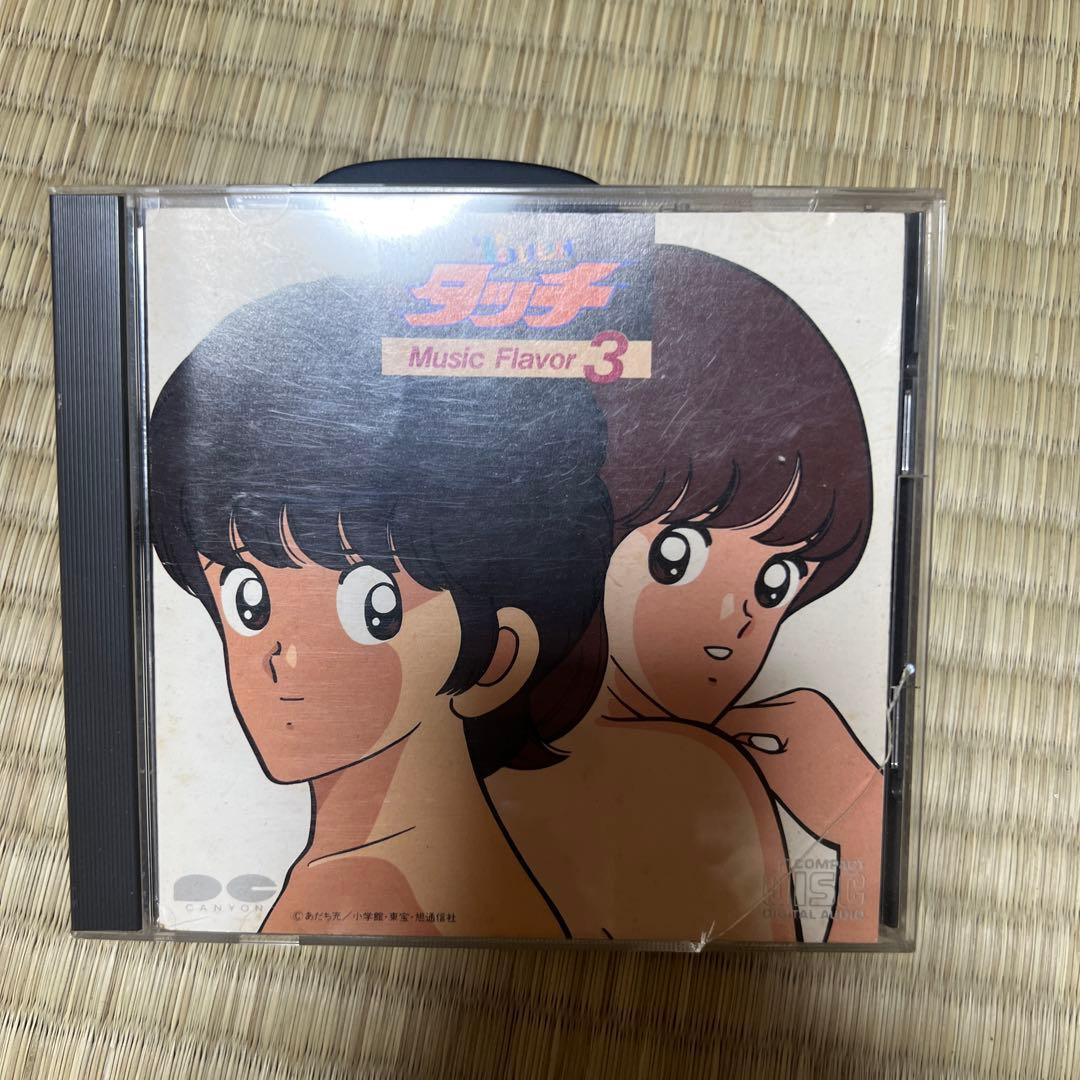 タッチ
Music Flavor 3
PC
CANYON
©あだち充／小学館・東宝・旭通信社
COMPACT
DISC
DIGITAL AUDIO